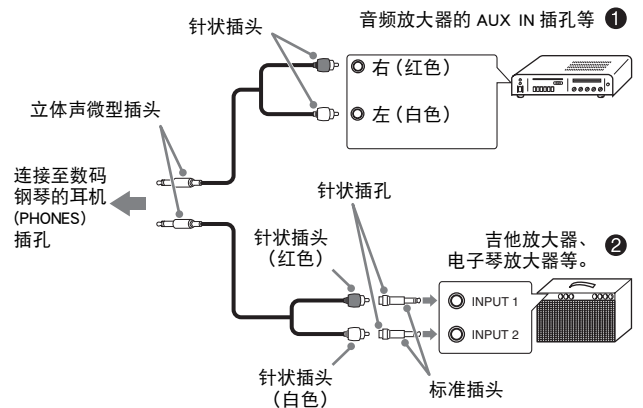 针状插头
音频放大器的 AUX IN 插孔等 ❶
右（红色）
左（白色）
立体声微型插头
连接至数码
钢琴的耳机
(PHONES)
插孔
针状插孔
针状插头
（红色）
吉他放大器、
电子琴放大器等。 ❷
INPUT 1
INPUT 2
针状插头
（白色）
标准插头